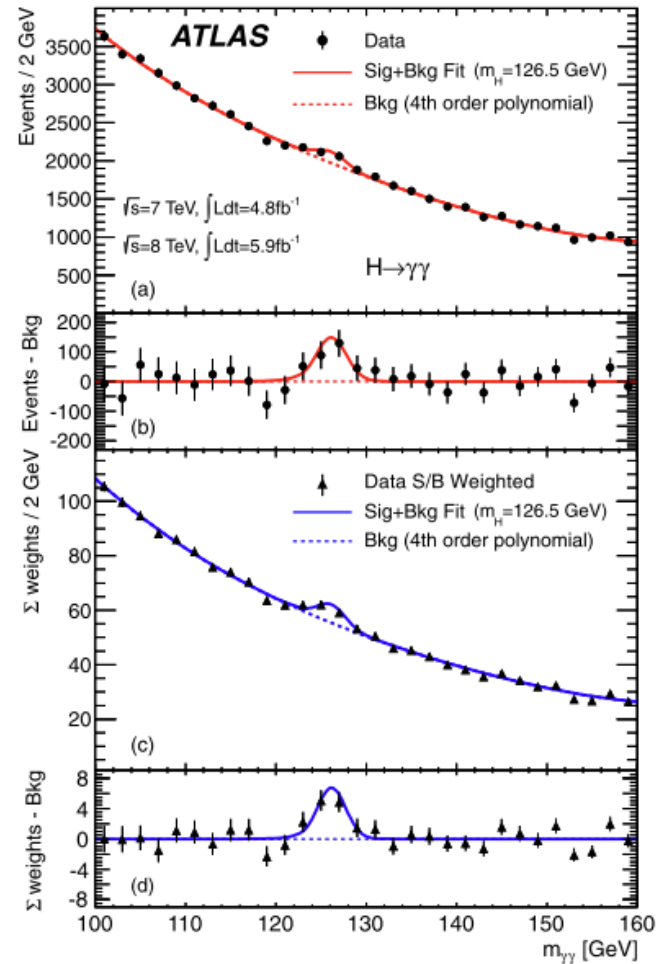 ATLAS
Data
Sig+Bkg Fit (mH=126.5 GeV)
Bkg (4th order polynomial)
Events / 2 GeV
3500
3000
2500
2000
1500
1000
500
√s=7 TeV, ∫Ldt=4.8fb⁻¹
√s=8 TeV, ∫Ldt=5.9fb⁻¹
H→γγ
(a)
Events - Bkg
200
100
0
-100
-200
(b)
Σ weights / 2 GeV
100
80
60
40
20
Data S/B Weighted
Sig+Bkg Fit (mH=126.5 GeV)
Bkg (4th order polynomial)
(c)
Σ weights - Bkg
8
4
0
-4
-8
(d)
100 110 120 130 140 150 160
mγγ [GeV]